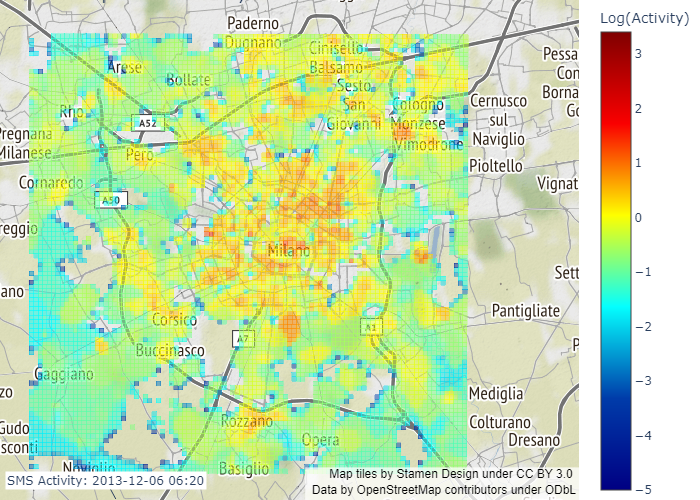 Paderno
Dugnano
Cinisello
Balsamo
Log(Activity)
Pessa
Con
Borna
Go
Arese
Bollate
Sesto
San
Giovanni
Cologno
Monzese
Vimodrone
Cernusco
sul
Naviglio
Rho
A52
Pregnana
Milanese
Pero
Pioltello
Cornaredo
Vignat
A50
reggio
Milano
Sett
ano
Pantigliate
Corsico
A7
A1
Buccinasco
P
Gaggiano
zo
Mediglia
Rozzano
Colturano
Gudo
sconti
Opera
Dresano
Noviglio
Basiglio
SMS Activity: 2013-12-06 06:20
Map tiles by Stamen Design under CC BY 3.0
Data by OpenStreetMap contributors under ODbL
3
2
1
0
−1
−2
−3
−4
−5